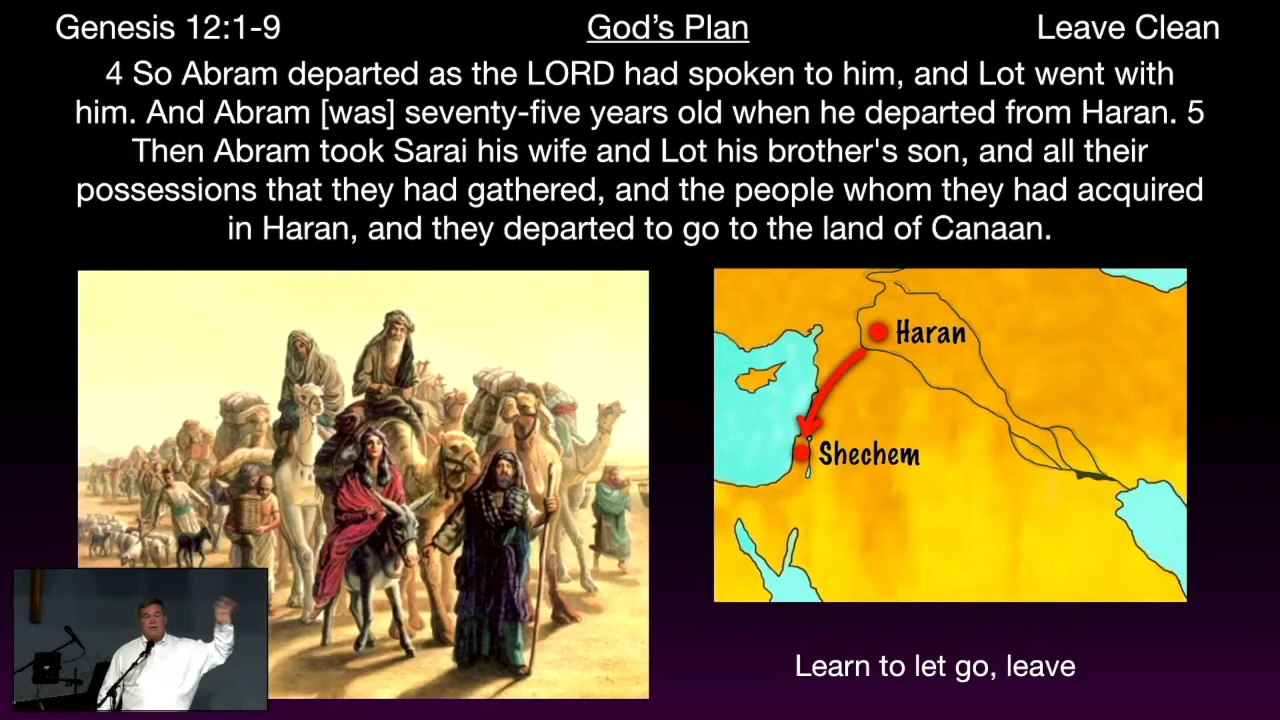 Genesis 12:1-9
God's Plan
Leave Clean
4 So Abram departed as the LORD had spoken to him, and Lot went with
him. And Abram [was] seventy-five years old when he departed from Haran. 5
Then Abram took Sarai his wife and Lot his brother's son, and all their
possessions that they had gathered, and the people whom they had acquired
in Haran, and they departed to go to the land of Canaan.
Haran
Shechem
Learn to let go, leave